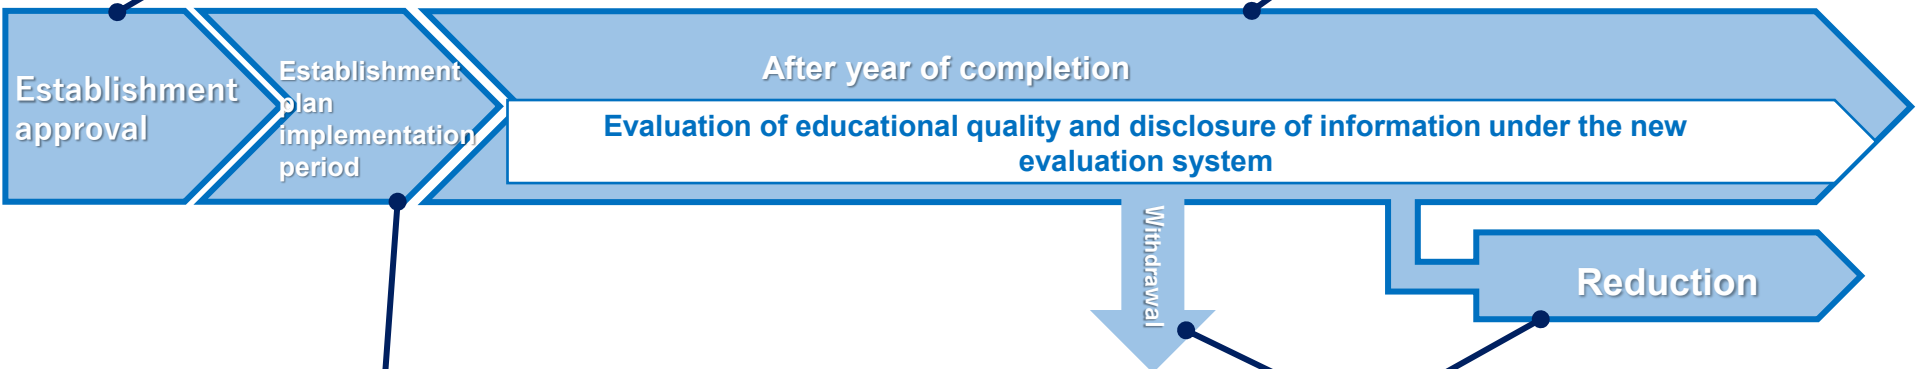 Establishment
approval
Establishment
plan
implementation
period
After year of completion
Evaluation of educational quality and disclosure of information under the new
evaluation system
Withdrawal
Reduction